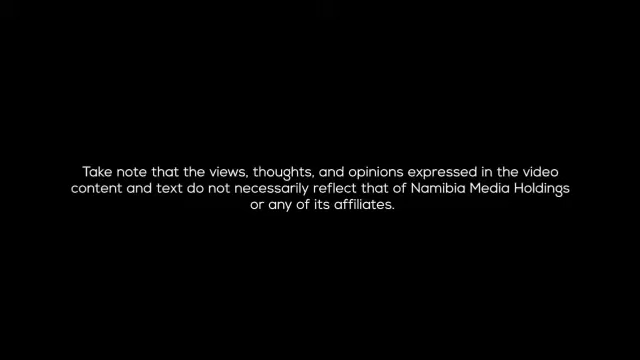 Take note that the views, thoughts, and opinions expressed in the video
content and text do not necessarily reflect that of Namibia Media Holdings
or any of its affiliates.